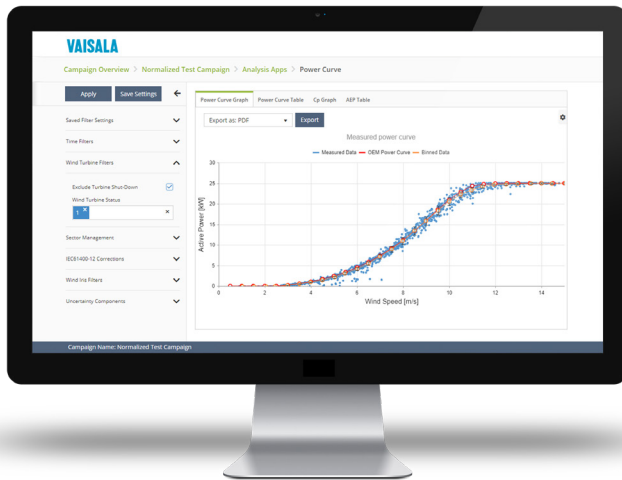 VAISALA
Campaign Overview > Normalized Test Campaign > Analysis Apps > Power Curve
Apply Save Settings
Saved Filter Settings
Time Filters
Wind Turbine Filters
Exclude Turbine Shut-Down
Wind Turbine Status
1 × ×
Sector Management
IEC61400-12 Corrections
Wind Iris Filters
Uncertainty Components
Power Curve Graph Power Curve Table Cp Graph AEP Table
Export as: PDF Export
Measured power curve
Measured Data OEM Power Curve Binned Data
Active Power [kW]
30
25
20
15
10
5
0
0 2 4 6 8 10 12 14
Wind Speed [m/s]
Campaign Name: Normalized Test Campaign